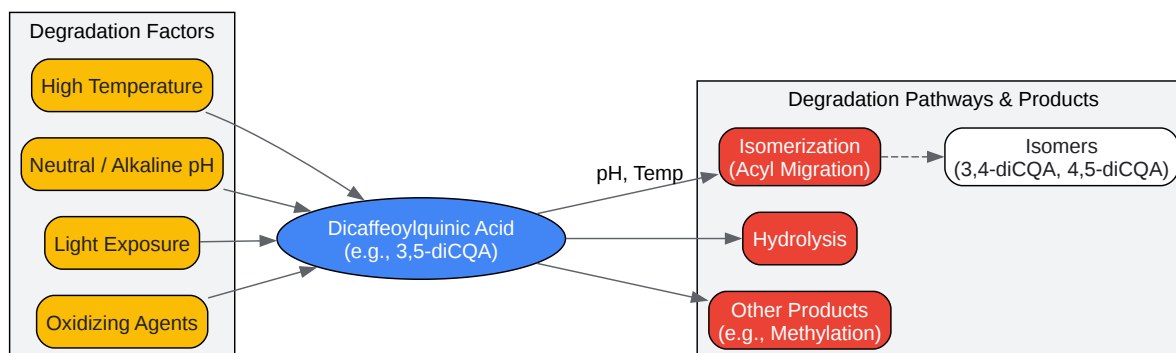 Degradation Factors
High Temperature
Neutral / Alkaline pH
Light Exposure
Oxidizing Agents
Dicaffeoylquinic Acid
(e.g., 3,5-diCQA)
pH, Temp
Degradation Pathways & Products
Isomerization
(Acyl Migration)
Isomers
(3,4-diCQA, 4,5-diCQA)
Hydrolysis
Other Products
(e.g., Methylation)